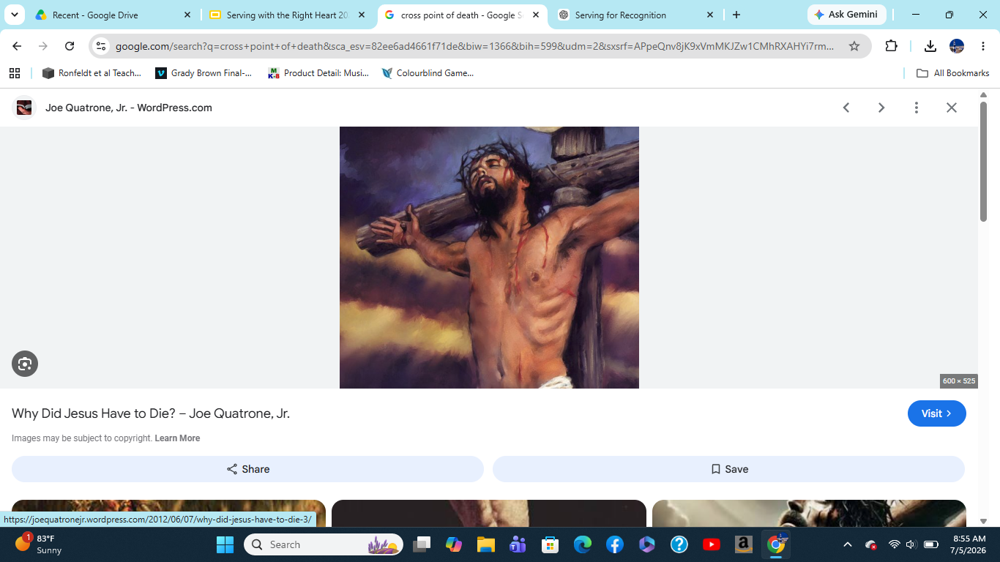 Recent - Google Drive
Serving with the Right Heart 20
cross point of death - Google S
Serving for Recognition
Ask Gemini
google.com/search?q=cross+point+of+death&sca_esv=82ee6ad4661f71de&biw=1366&bih=599&udm=2&sxsrf=APpeQnv8jK9xVmMKJZw1CMhRXAHYi7rm...
Ronfeldt et al Teach...
Grady Brown Final-...
M K-8
Product Detail: Musi...
Colourblind Game...
All Bookmarks
Joe Quatrone, Jr. - WordPress.com
600 × 525
Why Did Jesus Have to Die? – Joe Quatrone, Jr.
Visit
Images may be subject to copyright. Learn More
Share
Save
https://joequatronejr.wordpress.com/2012/06/07/why-did-jesus-have-to-die-3/
1
83°F
Sunny
Search
8:55 AM
7/5/2026